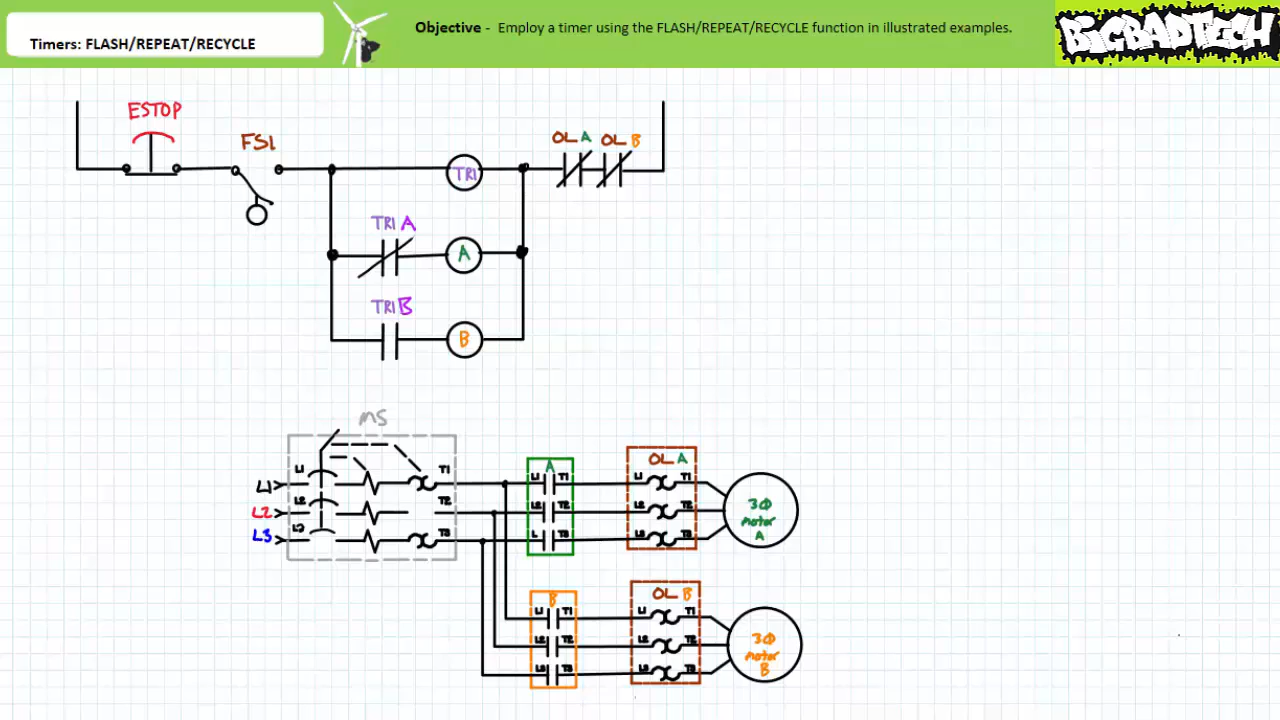 Timers: FLASH/REPEAT/RECYCLE
Objective - Employ a timer using the FLASH/REPEAT/RECYCLE function in illustrated examples.
BIGBADTECH
ESTOP
FS1
OL A OL B
TR1
TR1 A
A
TR1 B
B
MS
L1 T1
L1
L2 T2
L2
L3 T3
L3
A
L1 T1
L2 T2
L T3
OL A
L1 T1
L2 T2
L3 T3
3Φ
motor
A
B
L1 T1
L2 T2
L3 T3
OL B
L1 T1
L2 T2
L3 T3
3Φ
motor
B